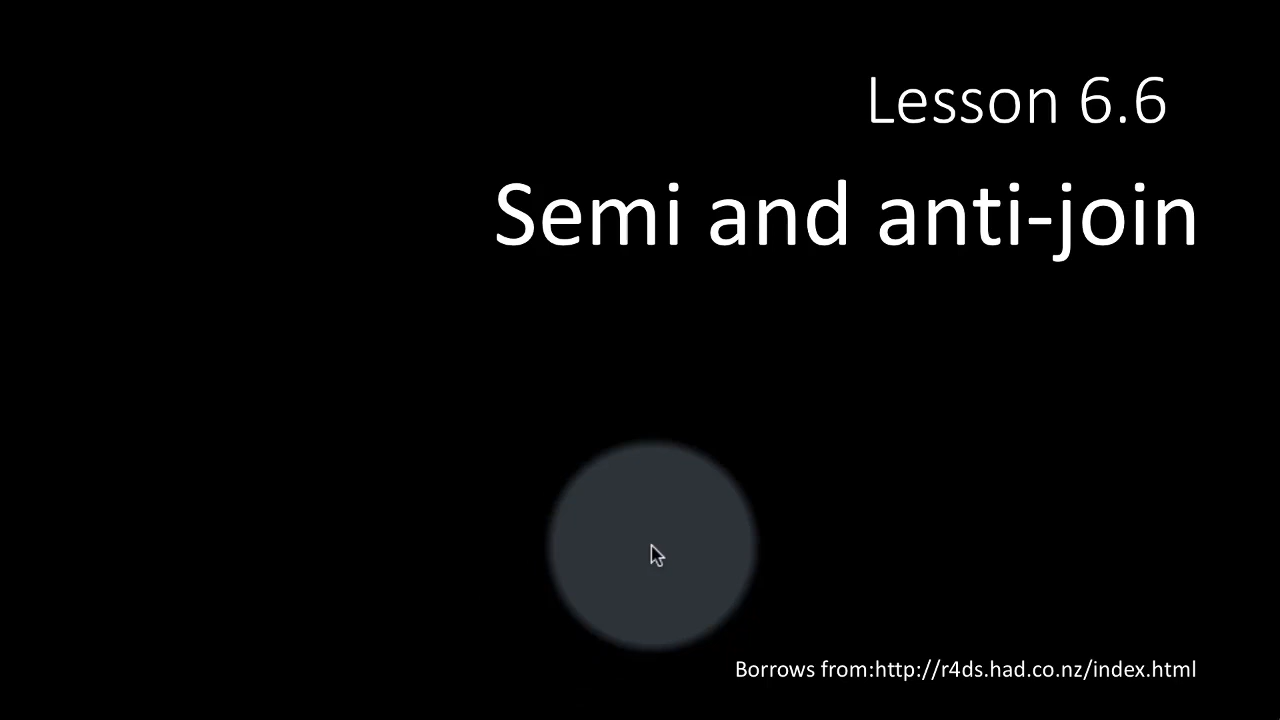 Lesson 6.6
Semi and anti-join
Borrows from:http://r4ds.had.co.nz/index.html